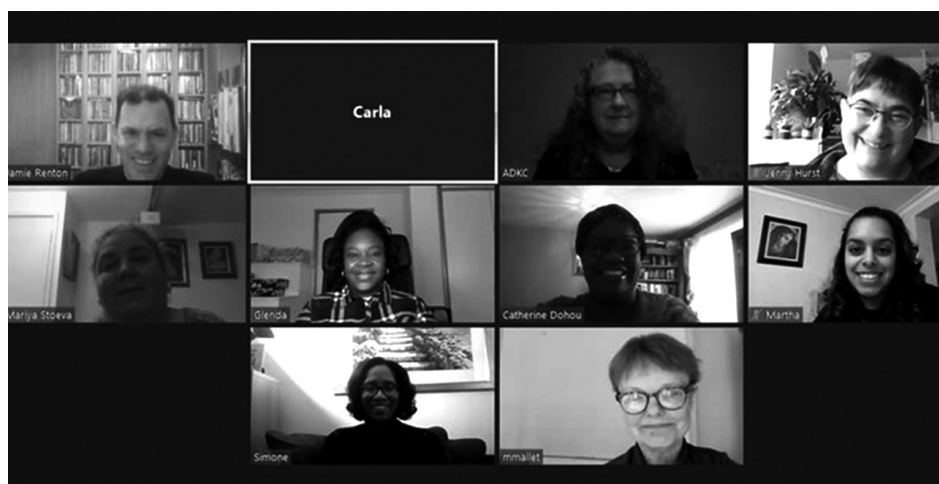 amie Renton
Carla
ADKC
Jenny Hurst
Mariya Stoeva
Glenda
Catherine Dohou
Martha
Simone
mmallet